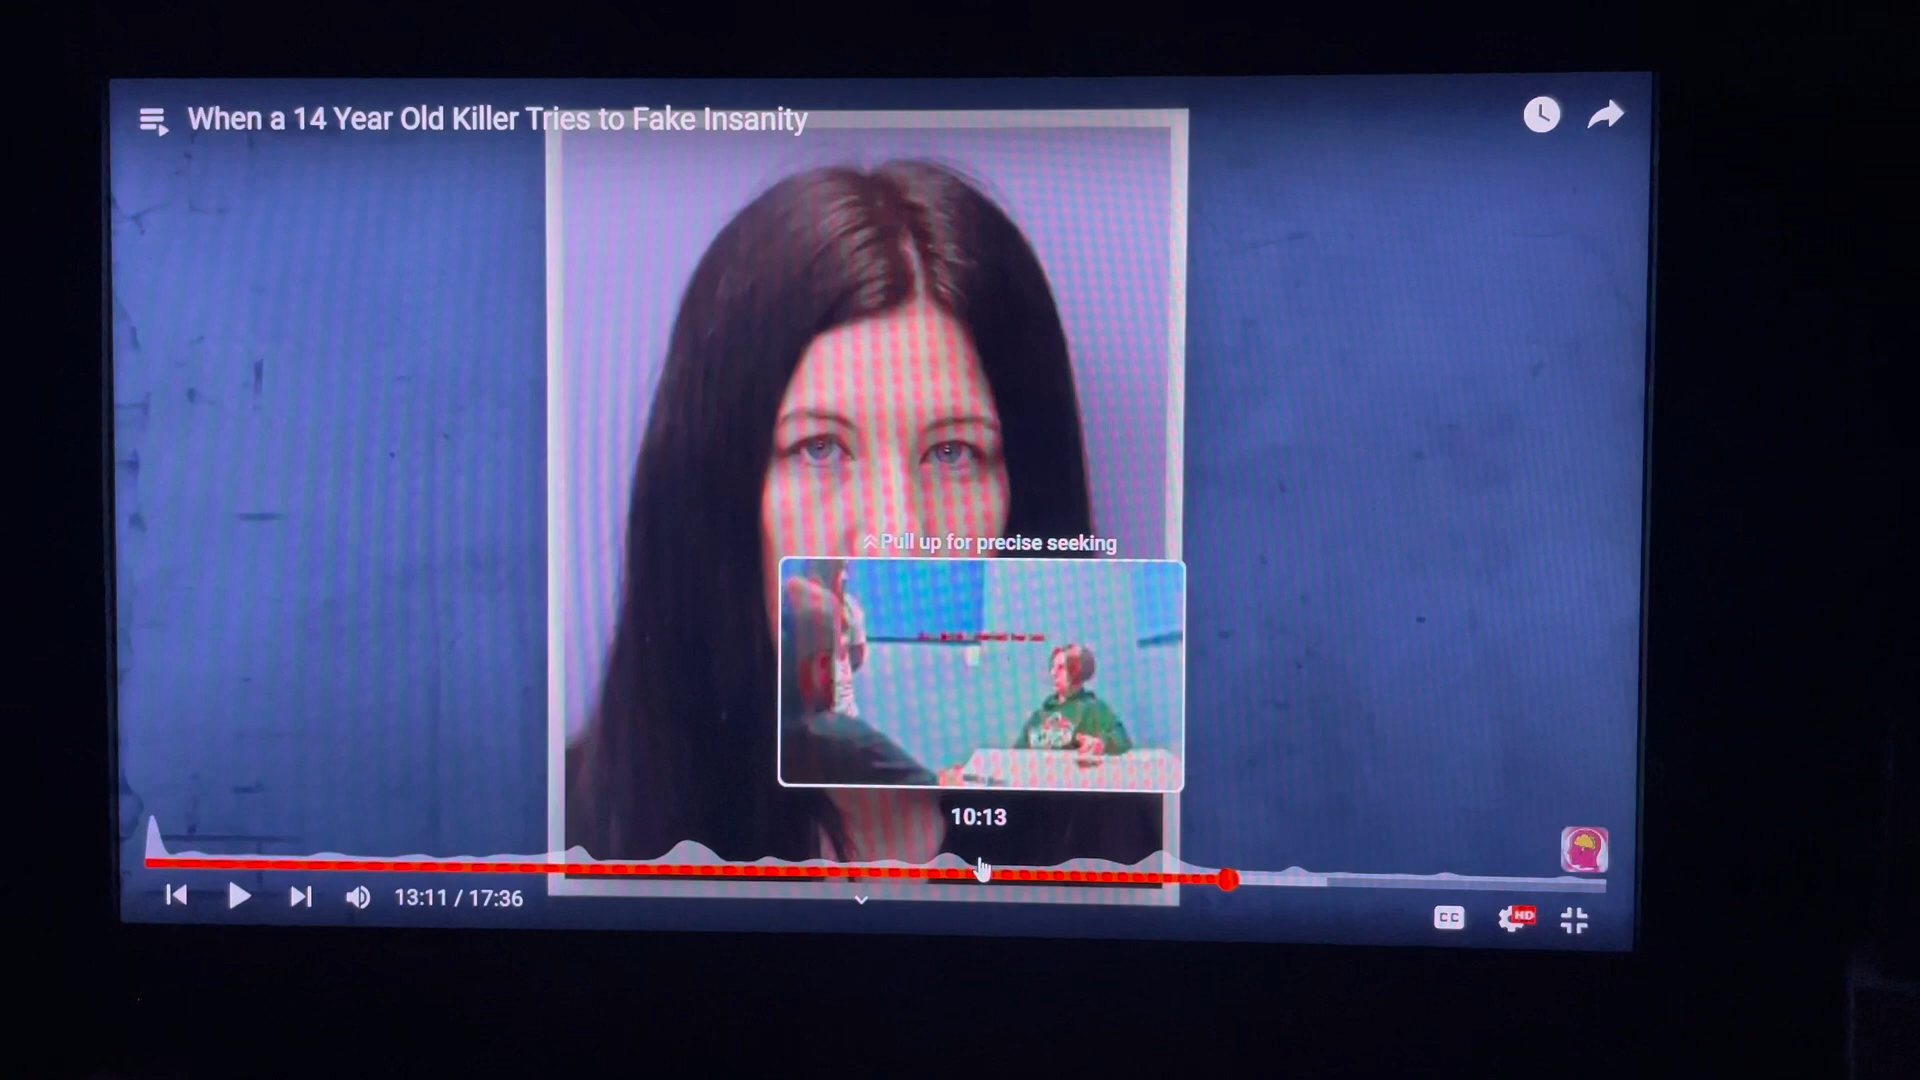 When a 14 Year Old Killer Tries to Fake Insanity
Pull up for precise seeking
10:13
13:11 / 17:36
CC
HD